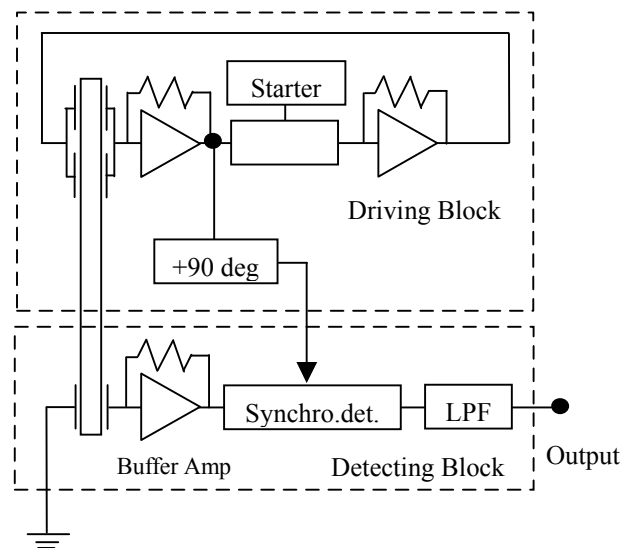 Starter
Driving Block
+90 deg
Synchro.det.
LPF
Buffer Amp
Detecting Block
Output